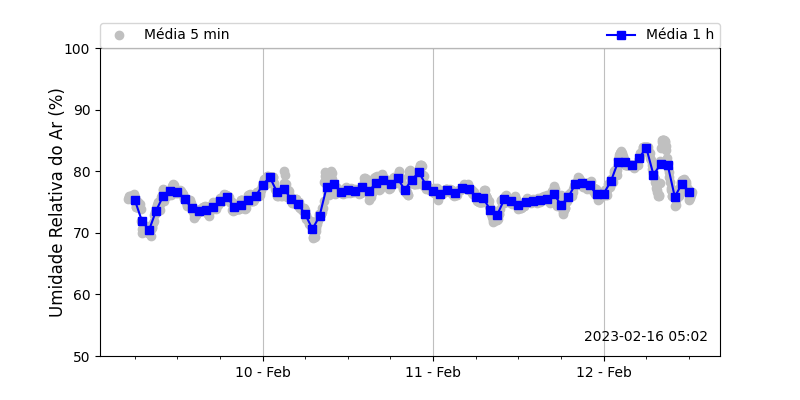 Média 5 min
Média 1 h
Umidade Relativa do Ar (%)
100
90
80
70
60
50
2023-02-16 05:02
10 - Feb
11 - Feb
12 - Feb